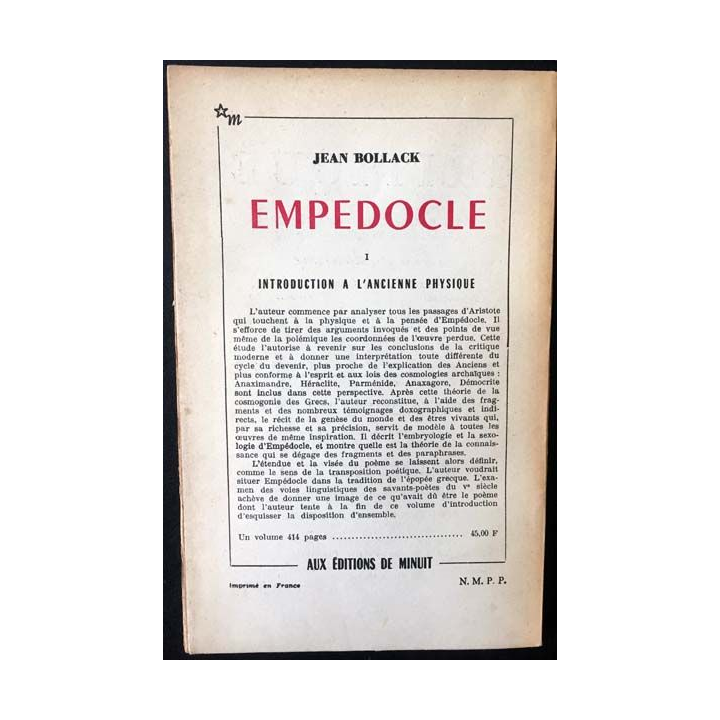 ☆m
JEAN BOLLACK
EMPEDOCLE
I
INTRODUCTION A L'ANCIENNE PHYSIQUE
L'auteur commence par analyser tous les passages d'Aristote
qui touchent à la physique et à la pensée d'Empédocle. Il
s'efforce de tirer des arguments invoqués et des points de vue
même de la polémique les coordonnées de l'œuvre perdue. Cette
étude l'autorise à revenir sur les conclusions de la critique
moderne et à donner une interprétation toute différente du
cycle du devenir, plus proche de l'explication des Anciens et
plus conforme à l'esprit et aux lois des cosmologies archaïques :
Anaximandre, Héraclite, Parménide, Anaxagore, Démocrite
sont inclus dans cette perspective. Après cette théorie de la
cosmogonie des Grecs, l'auteur reconstitue, à l'aide des frag-
ments et des nombreux témoignages doxographiques et indi-
rects, le récit de la genèse du monde et des êtres vivants qui,
par sa richesse et sa précision, servit de modèle à toutes les
œuvres de même inspiration. Il décrit l'embryologie et la sexo-
logie d'Empédocle, et montre quelle est la théorie de la connais-
sance qui se dégage des fragments et des paraphrases.
L'étendue et la visée du poème se laissent alors définir,
comme le sens de la transposition poétique. L'auteur voudrait
situer Empédocle dans la tradition de l'épopée grecque. L'exa-
men des voies linguistiques des savants-poètes du Vᵉ siècle
achève de donner une image de ce qu'avait dû être le poème
dont l'auteur tente à la fin de ce volume d'introduction
d'esquisser la disposition d'ensemble.
Un volume 414 pages .................................. 45,00 F
AUX ÉDITIONS DE MINUIT
Imprimé en France
N. M. P. P.